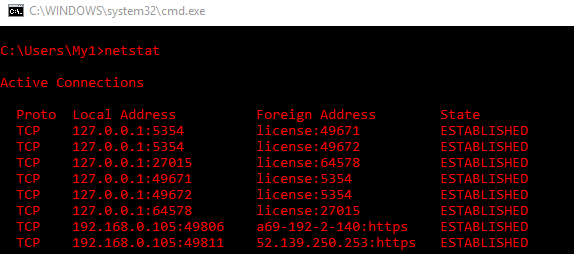 C:\WINDOWS\system32\cmd.exe
C:\Users\My1>netstat
Active Connections
Proto Local Address Foreign Address State
TCP 127.0.0.1:5354 license:49671 ESTABLISHED
TCP 127.0.0.1:5354 license:49672 ESTABLISHED
TCP 127.0.0.1:27015 license:64578 ESTABLISHED
TCP 127.0.0.1:49671 license:5354 ESTABLISHED
TCP 127.0.0.1:49672 license:5354 ESTABLISHED
TCP 127.0.0.1:64578 license:27015 ESTABLISHED
TCP 192.168.0.105:49806 a69-192-2-140:https ESTABLISHED
TCP 192.168.0.105:49811 52.139.250.253:https ESTABLISHED